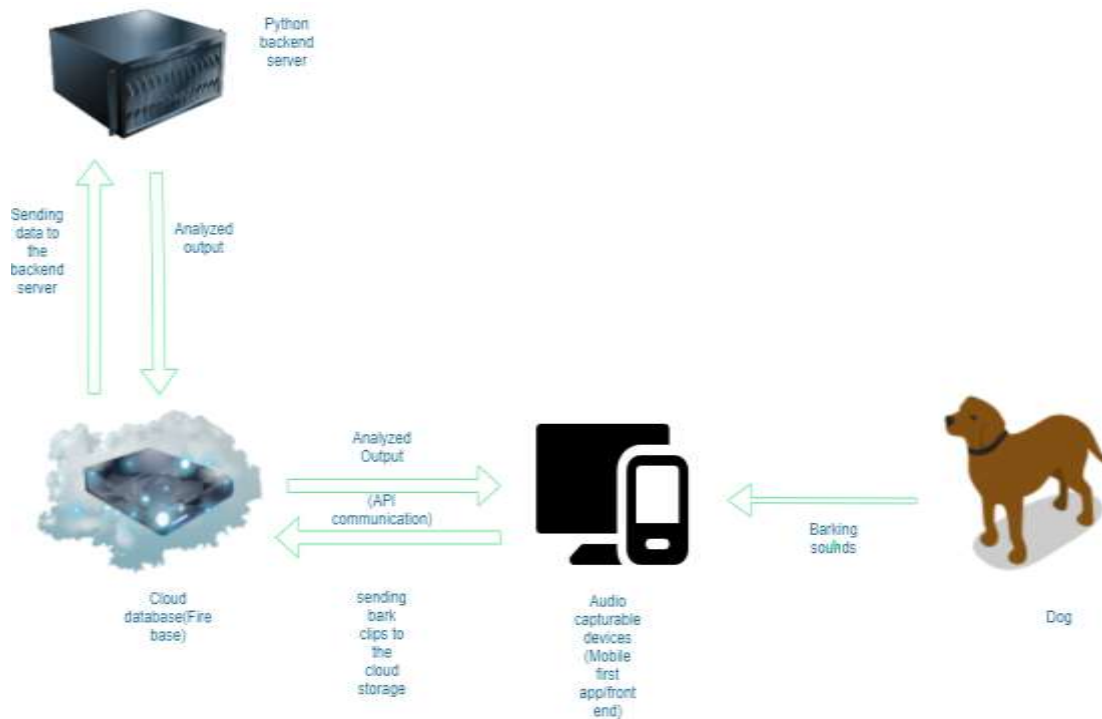 Python
backend
server
Sending
data to
the
backend
server
Analyzed
output
Analyzed
Output
(API
communication)
Barking
sounds
Cloud
database(Fire
base)
sending
bark
clips to
the
cloud
storage
Audio
capturable
devices
(Mobile
first
app/front
end)
Dog